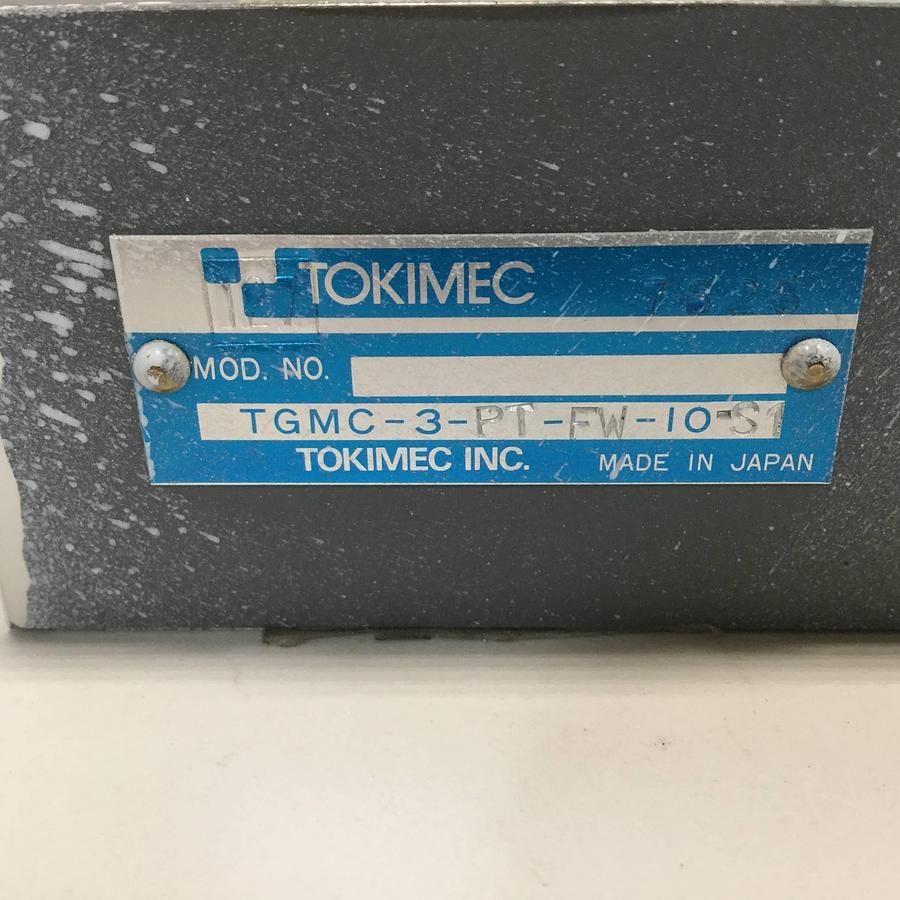 TOKIMEC
MOD. NO.
TGMC-3-PT-FW-10-S1
TOKIMEC INC. MADE IN JAPAN